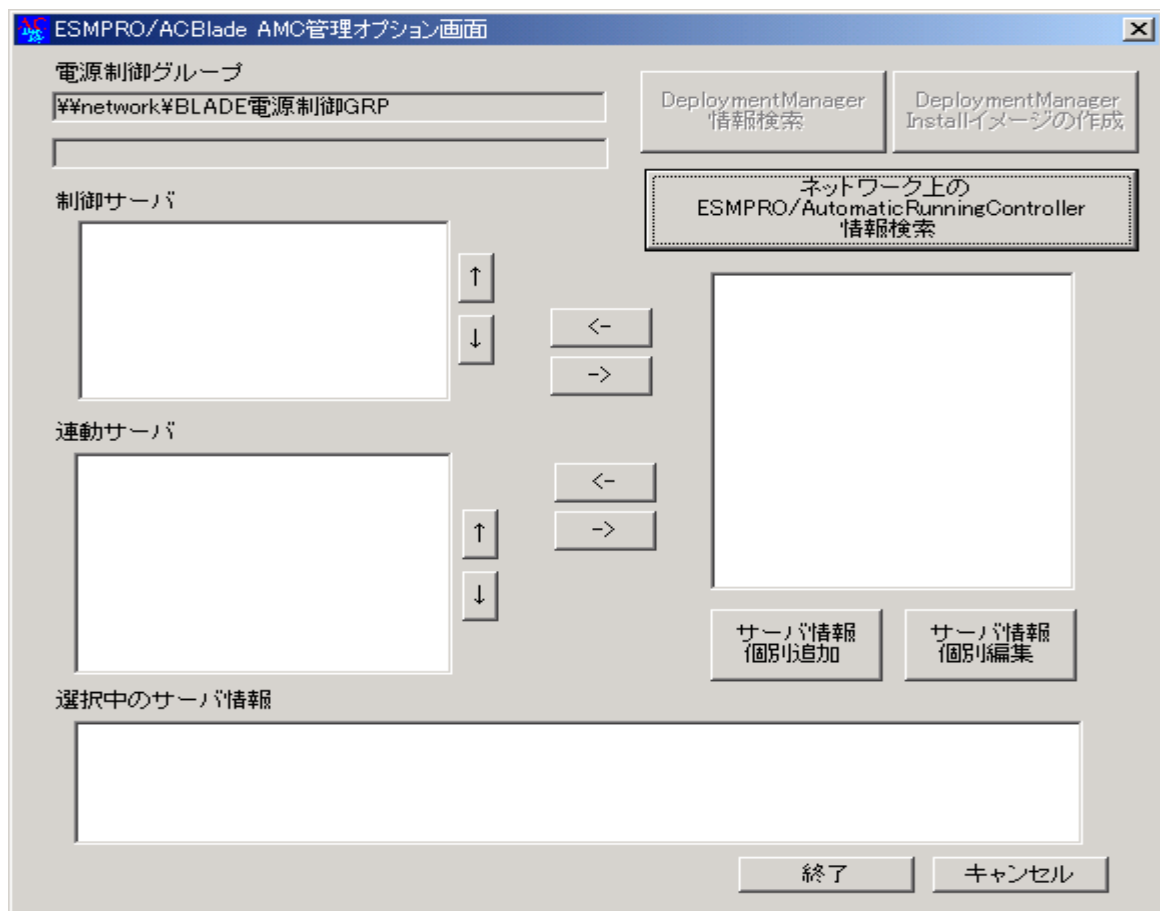 ESMPRO/ACBlade AMC管理オプション画面
電源制御グループ
¥¥network¥BLADE電源制御GRP
DeploymentManager
情報検索
DeploymentManager
Installイメージの作成
ネットワーク上の
ESMPRO/AutomaticRunningController
情報検索
制御サーバ
↑
↓
<-
->
連動サーバ
↑
↓
<-
->
サーバ情報
個別追加
サーバ情報
個別編集
選択中のサーバ情報
終了
キャンセル